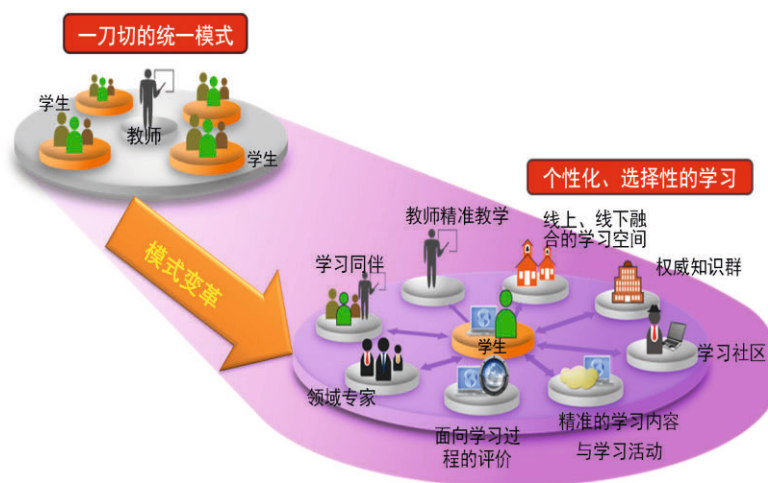 一刀切的统一模式
学生
教师
学生
模式变革
个性化、选择性的学习
教师精准教学
线上、线下融
合的学习空间
学习同伴
权威知识群
学生
学习社区
领域专家
面向学习过
程的评价
精准的学习内容
与学习活动